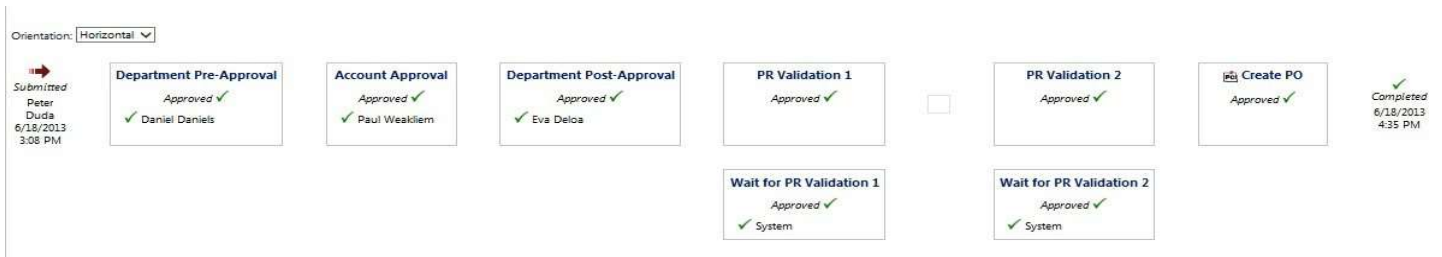 Orientation: Horizontal
Submitted
Peter
Duda
6/18/2013
3:08 PM
Department Pre-Approval
Approved
Daniel Daniels
Account Approval
Approved
Paul Weakliem
Department Post-Approval
Approved
Eva Deloa
PR Validation 1
Approved
Wait for PR Validation 1
Approved
System
PR Validation 2
Approved
Wait for PR Validation 2
Approved
System
PO Create PO
Approved
Completed
6/18/2013
4:35 PM